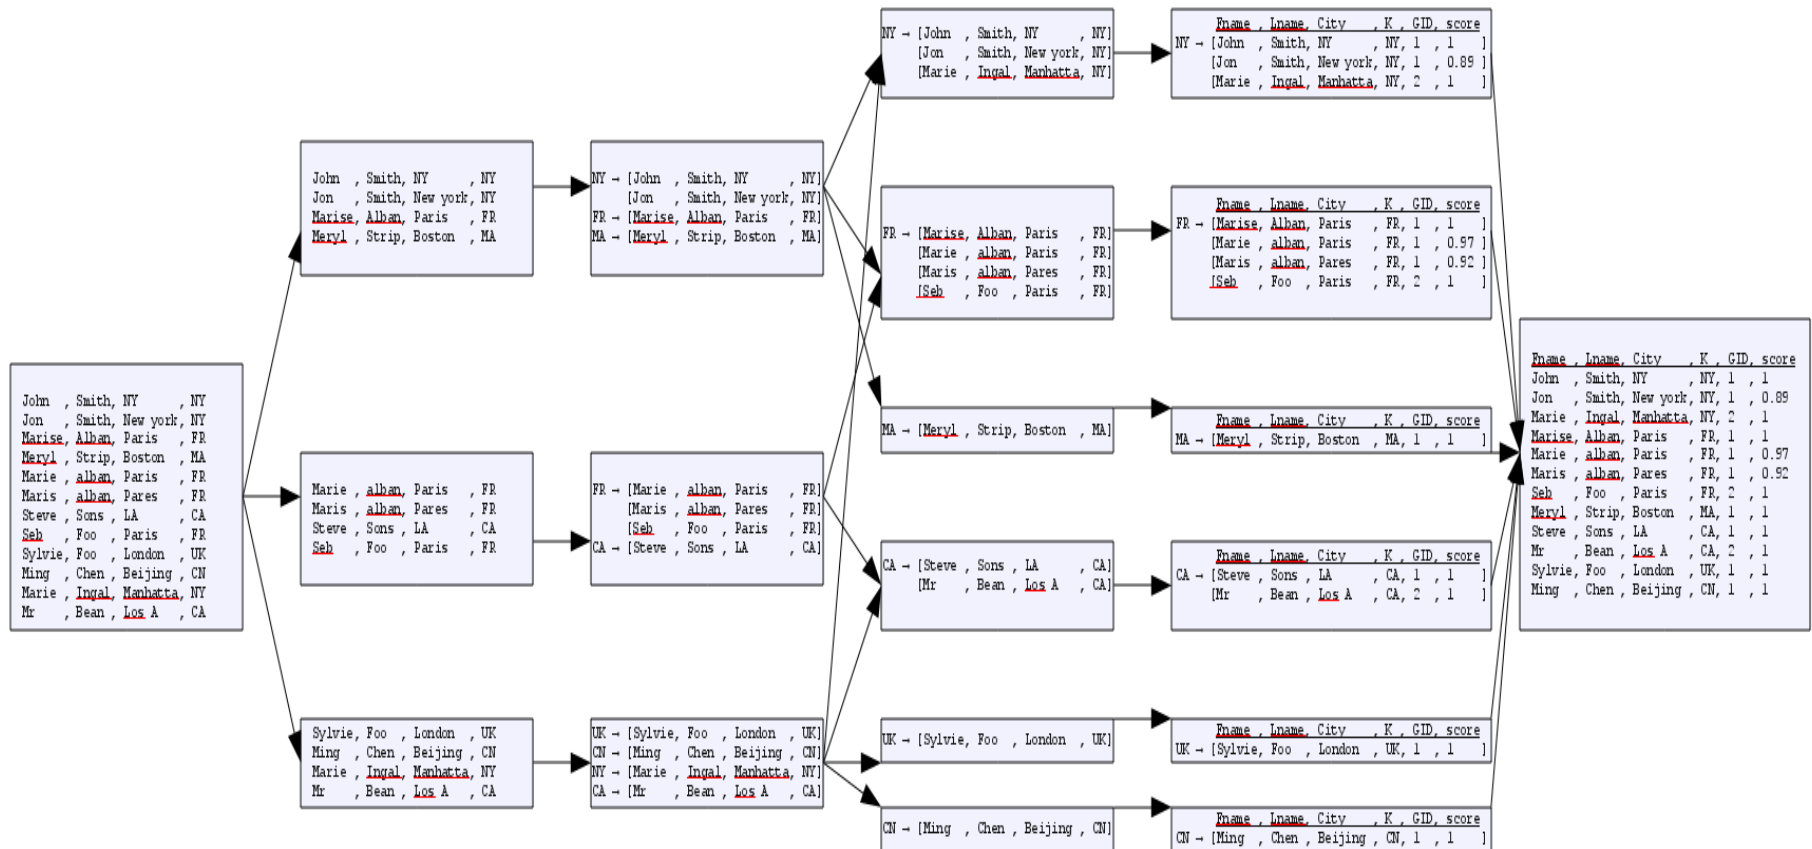 John , Smith, NY , NY
Jon , Smith, New york, NY
Marise, Alban, Paris , FR
Meryl , Strip, Boston , MA
Marie , alban, Paris , FR
Maris , alban, Pares , FR
Steve , Sons , LA , CA
Seb , Foo , Paris , FR
Sylvie, Foo , London , UK
Ming , Chen , Beijing , CN
Marie , Ingal, Manhatta, NY
Mr , Bean , Los A , CA
John , Smith, NY , NY
Jon , Smith, New york, NY
Marise, Alban, Paris , FR
Meryl , Strip, Boston , MA
Marie , alban, Paris , FR
Maris , alban, Pares , FR
Steve , Sons , LA , CA
Seb , Foo , Paris , FR
Sylvie, Foo , London , UK
Ming , Chen , Beijing , CN
Marie , Ingal, Manhatta, NY
Mr , Bean , Los A , CA
NY → [John , Smith, NY , NY]
[Jon , Smith, New york, NY]
FR → [Marise, Alban, Paris , FR]
MA → [Meryl , Strip, Boston , MA]
FR → [Marie , alban, Paris , FR]
[Maris , alban, Pares , FR]
[Seb , Foo , Paris , FR]
CA → [Steve , Sons , LA , CA]
UK → [Sylvie, Foo , London , UK]
CN → [Ming , Chen , Beijing , CN]
NY → [Marie , Ingal, Manhatta, NY]
CA → [Mr , Bean , Los A , CA]
NY → [John , Smith, NY , NY]
[Jon , Smith, New york, NY]
[Marie , Ingal, Manhatta, NY]
FR → [Marise, Alban, Paris , FR]
[Marie , alban, Paris , FR]
[Maris , alban, Pares , FR]
[Seb , Foo , Paris , FR]
MA → [Meryl , Strip, Boston , MA]
CA → [Steve , Sons , LA , CA]
[Mr , Bean , Los A , CA]
UK → [Sylvie, Foo , London , UK]
CN → [Ming , Chen , Beijing , CN]
Fname , Lname, City , K , GID, score
NY → [John , Smith, NY , NY, 1 , 1 ]
[Jon , Smith, New york, NY, 1 , 0.89 ]
[Marie , Ingal, Manhatta, NY, 2 , 1 ]
Fname , Lname, City , K , GID, score
FR → [Marise, Alban, Paris , FR, 1 , 1 ]
[Marie , alban, Paris , FR, 1 , 0.97 ]
[Maris , alban, Pares , FR, 1 , 0.92 ]
[Seb , Foo , Paris , FR, 2 , 1 ]
Fname , Lname, City , K , GID, score
MA → [Meryl , Strip, Boston , MA, 1 , 1 ]
Fname , Lname, City , K , GID, score
CA → [Steve , Sons , LA , CA, 1 , 1 ]
[Mr , Bean , Los A , CA, 2 , 1 ]
Fname , Lname, City , K , GID, score
UK → [Sylvie, Foo , London , UK, 1 , 1 ]
Fname , Lname, City , K , GID, score
CN → [Ming , Chen , Beijing , CN, 1 , 1 ]
Fname , Lname, City , K , GID, score
John , Smith, NY , NY, 1 , 1
Jon , Smith, New york, NY, 1 , 0.89
Marie , Ingal, Manhatta, NY, 2 , 1
Marise, Alban, Paris , FR, 1 , 1
Marie , alban, Paris , FR, 1 , 0.97
Maris , alban, Pares , FR, 1 , 0.92
Seb , Foo , Paris , FR, 2 , 1
Meryl , Strip, Boston , MA, 1 , 1
Steve , Sons , LA , CA, 1 , 1
Mr , Bean , Los A , CA, 2 , 1
Sylvie, Foo , London , UK, 1 , 1
Ming , Chen , Beijing , CN, 1 , 1